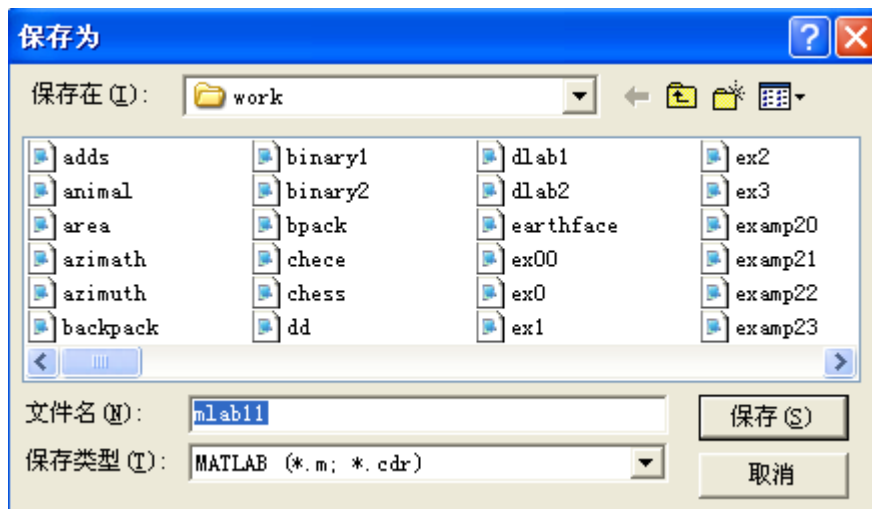 保存为
保存在(I): work
adds binary1 dlab1 ex2
animal binary2 dlab2 ex3
area bpack earthface examp20
azimath chece ex00 examp21
azimuth chess ex0 examp22
backpack dd ex1 examp23
文件名(N): mlab11 保存(S)
保存类型(T): MATLAB (*.m; *.cdr) 取消